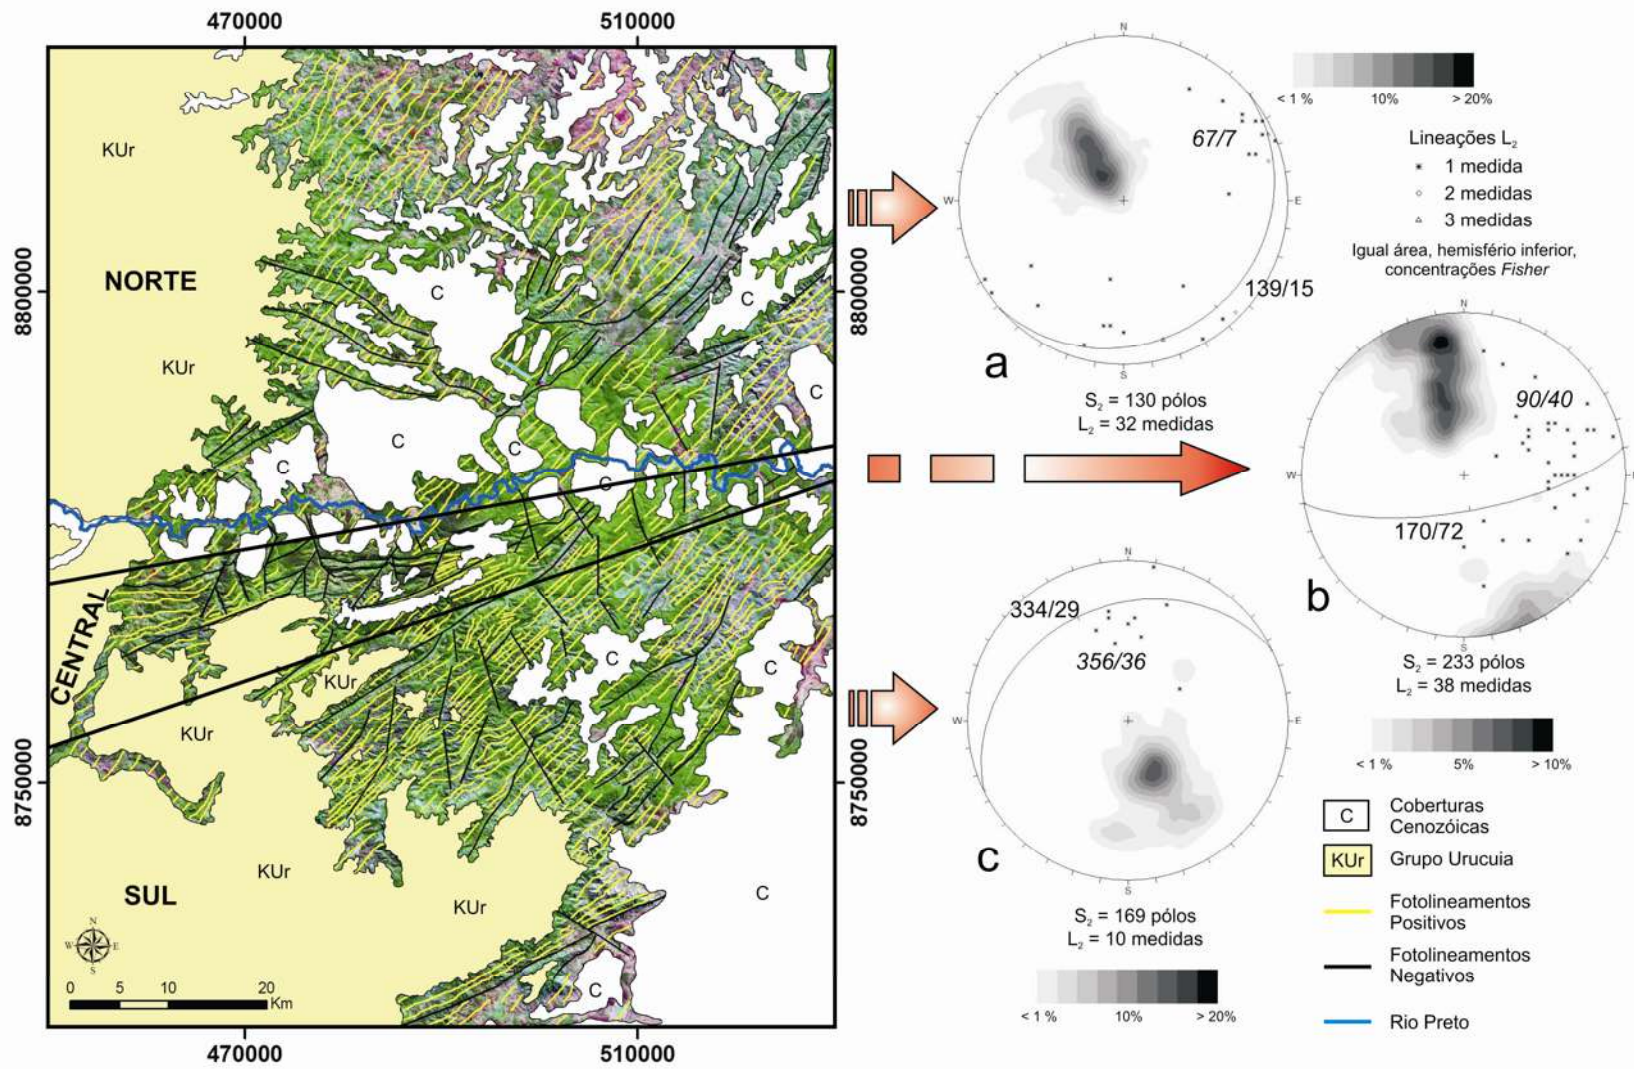 470000
510000
8800000
8750000
KUr
NORTE
KUr
C
C
C
C
C
C
C
CENTRAL
KUr
KUr
C
C
KUr
SUL
KUr
C
C
N
W
E
S
0 5 10 20
Km
470000
510000
8800000
8750000
N
W
E
S
67/7
139/15
a
S2 = 130 pólos
L2 = 32 medidas
< 1 % 10% > 20%
Lineações L2
1 medida
2 medidas
3 medidas
Igual área, hemisfério inferior,
concentrações Fisher
N
W
S
90/40
170/72
b
S2 = 233 pólos
L2 = 38 medidas
< 1 % 5% > 10%
N
W
E
S
334/29
356/36
c
S2 = 169 pólos
L2 = 10 medidas
< 1 % 10% > 20%
C
Coberturas
Cenozóicas
KUr
Grupo Urucuia
Fotolineamentos
Positivos
Fotolineamentos
Negativos
Rio Preto